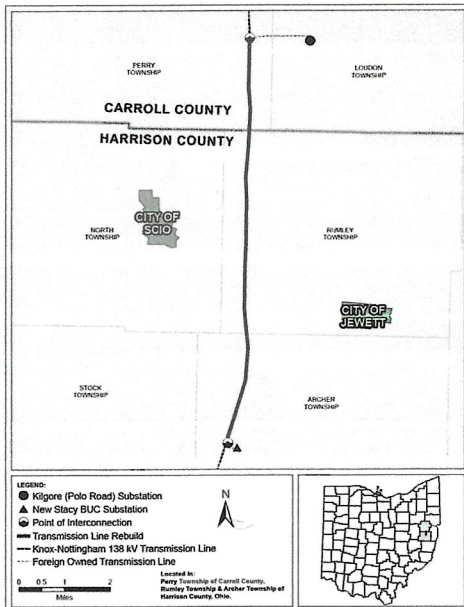 PERRY
TOWNSHIP
LOUDON
TOWNSHIP
CARROLL COUNTY
HARRISON COUNTY
CITY OF
SCIO
NORTH
TOWNSHIP
RUMLEY
TOWNSHIP
CITY OF
JEWETT
STOCK
TOWNSHIP
ARCHER
TOWNSHIP
LEGEND:
Kilgore (Polo Road) Substation
New Stacy BUC Substation
Point of Interconnection
Transmission Line Rebuild
Knox-Nottingham 138 kV Transmission Line
Foreign Owned Transmission Line
N
0 0.5 1 2
Miles
Located In:
Perry Township of Carroll County,
Rumley Township & Archer Township of
Harrison County, Ohio.